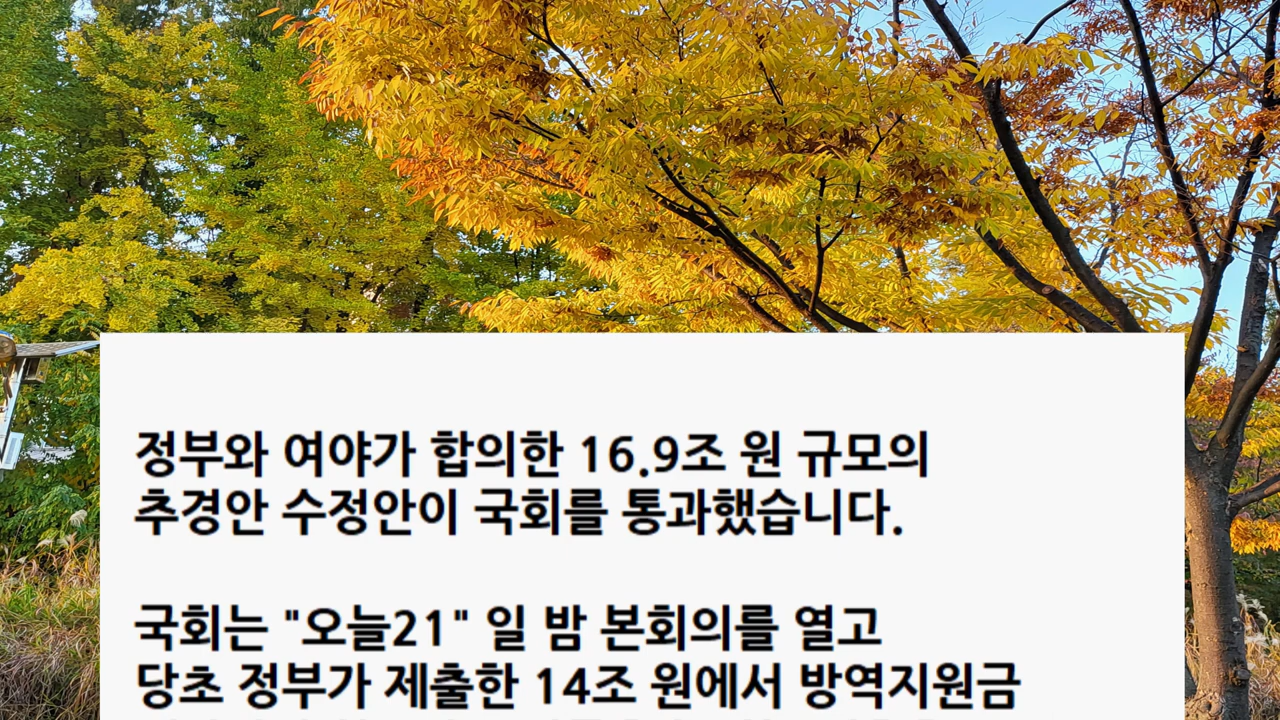 정부와 여야가 합의한 16.9조 원 규모의
추경안 수정안이 국회를 통과했습니다.
국회는 "오늘21" 일 밤 본회의를 열고
당초 정부가 제출한 14조 원에서 방역지원금